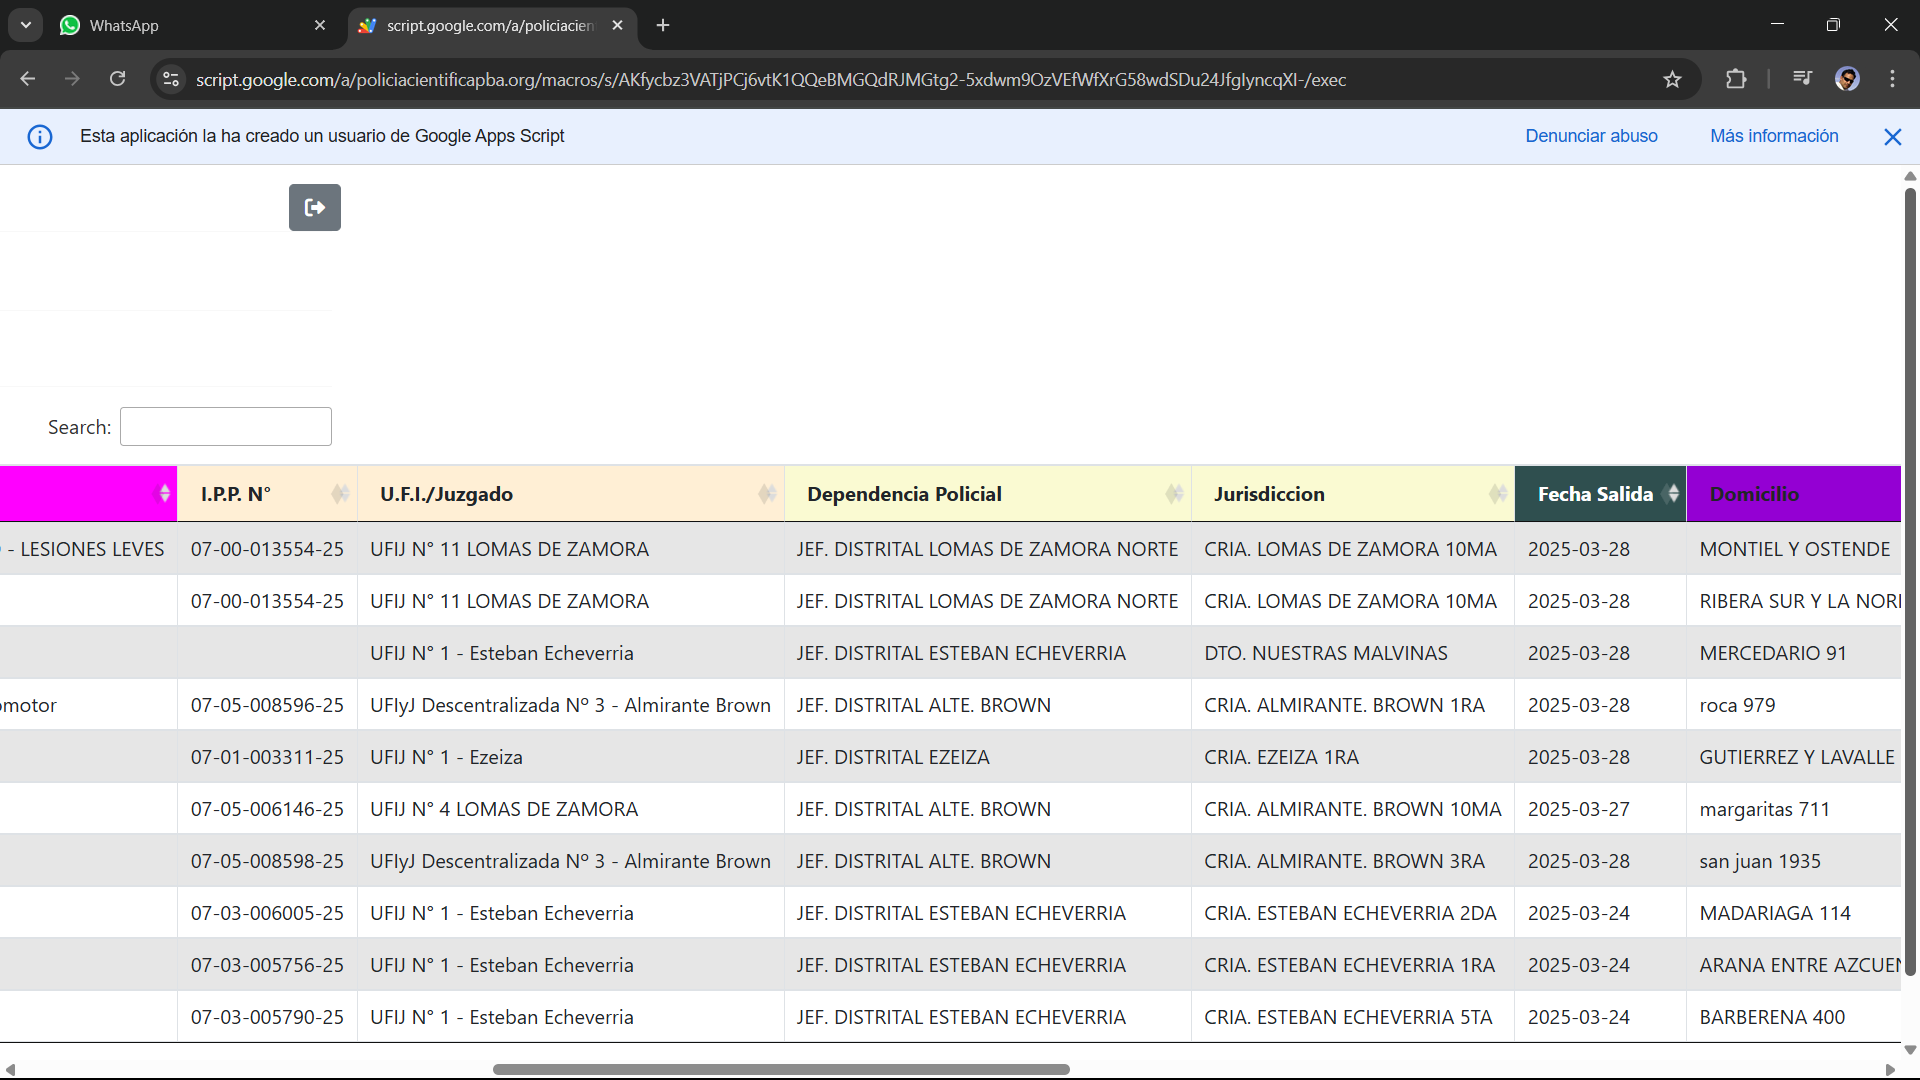 WhatsApp
script.google.com/a/policiacien
script.google.com/a/policiacientificapba.org/macros/s/AKfycbz3VATjPCj6vtK1QQeBMGQdRJMGtg2-5xdwm9OzVEfWfXrG58wdSDu24JfgIyncqXI-/exec
Esta aplicación la ha creado un usuario de Google Apps Script Denunciar abuso Más información
Search:
I.P.P. N° U.F.I./Juzgado Dependencia Policial Jurisdiccion Fecha Salida Domicilio
- LESIONES LEVES 07-00-013554-25 UFIJ N° 11 LOMAS DE ZAMORA JEF. DISTRITAL LOMAS DE ZAMORA NORTE CRIA. LOMAS DE ZAMORA 10MA 2025-03-28 MONTIEL Y OSTENDE
07-00-013554-25 UFIJ N° 11 LOMAS DE ZAMORA JEF. DISTRITAL LOMAS DE ZAMORA NORTE CRIA. LOMAS DE ZAMORA 10MA 2025-03-28 RIBERA SUR Y LA NORI
UFIJ N° 1 - Esteban Echeverria JEF. DISTRITAL ESTEBAN ECHEVERRIA DTO. NUESTRAS MALVINAS 2025-03-28 MERCEDARIO 91
omotor 07-05-008596-25 UFIyJ Descentralizada Nº 3 - Almirante Brown JEF. DISTRITAL ALTE. BROWN CRIA. ALMIRANTE. BROWN 1RA 2025-03-28 roca 979
07-01-003311-25 UFIJ N° 1 - Ezeiza JEF. DISTRITAL EZEIZA CRIA. EZEIZA 1RA 2025-03-28 GUTIERREZ Y LAVALLE
07-05-006146-25 UFIJ N° 4 LOMAS DE ZAMORA JEF. DISTRITAL ALTE. BROWN CRIA. ALMIRANTE. BROWN 10MA 2025-03-27 margaritas 711
07-05-008598-25 UFIyJ Descentralizada Nº 3 - Almirante Brown JEF. DISTRITAL ALTE. BROWN CRIA. ALMIRANTE. BROWN 3RA 2025-03-28 san juan 1935
07-03-006005-25 UFIJ N° 1 - Esteban Echeverria JEF. DISTRITAL ESTEBAN ECHEVERRIA CRIA. ESTEBAN ECHEVERRIA 2DA 2025-03-24 MADARIAGA 114
07-03-005756-25 UFIJ N° 1 - Esteban Echeverria JEF. DISTRITAL ESTEBAN ECHEVERRIA CRIA. ESTEBAN ECHEVERRIA 1RA 2025-03-24 ARANA ENTRE AZCUEN
07-03-005790-25 UFIJ N° 1 - Esteban Echeverria JEF. DISTRITAL ESTEBAN ECHEVERRIA CRIA. ESTEBAN ECHEVERRIA 5TA 2025-03-24 BARBERENA 400